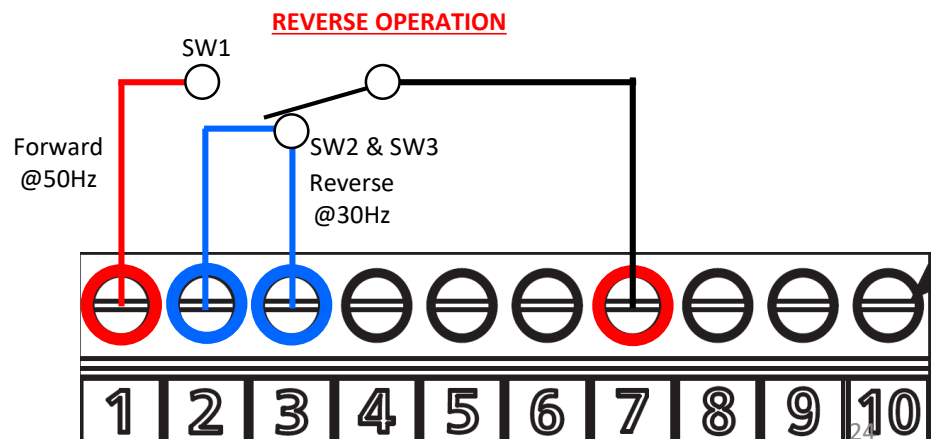 REVERSE OPERATION
SW1
Forward
@50Hz
SW2 & SW3
Reverse
@30Hz
1 2 3 4 5 6 7 8 9 10
24